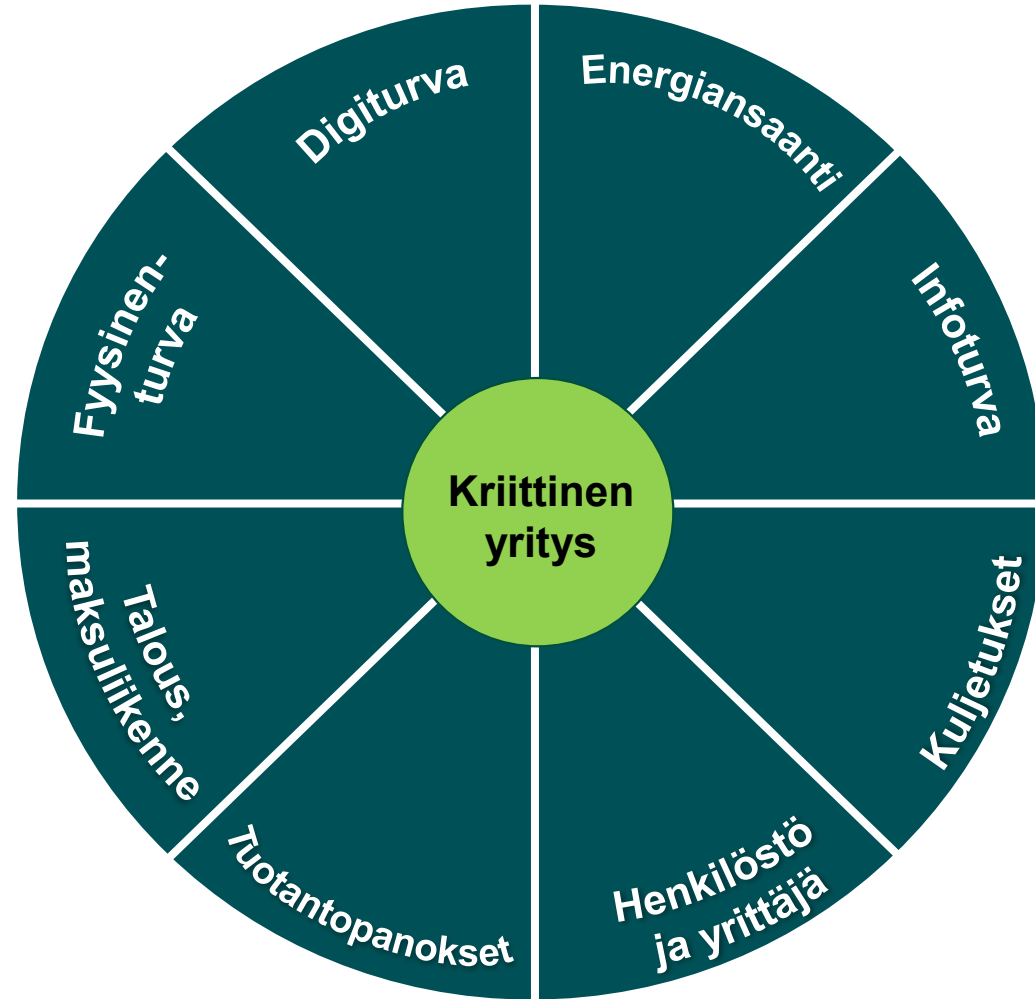 Digiturva
Energiansaanti
Fyysinen-
turva
Infoturva
Kriittinen
yritys
Talous,
maksuliikenne
Kuljetukset
Tuotantopanokset
Henkilöstö
ja yrittäjä